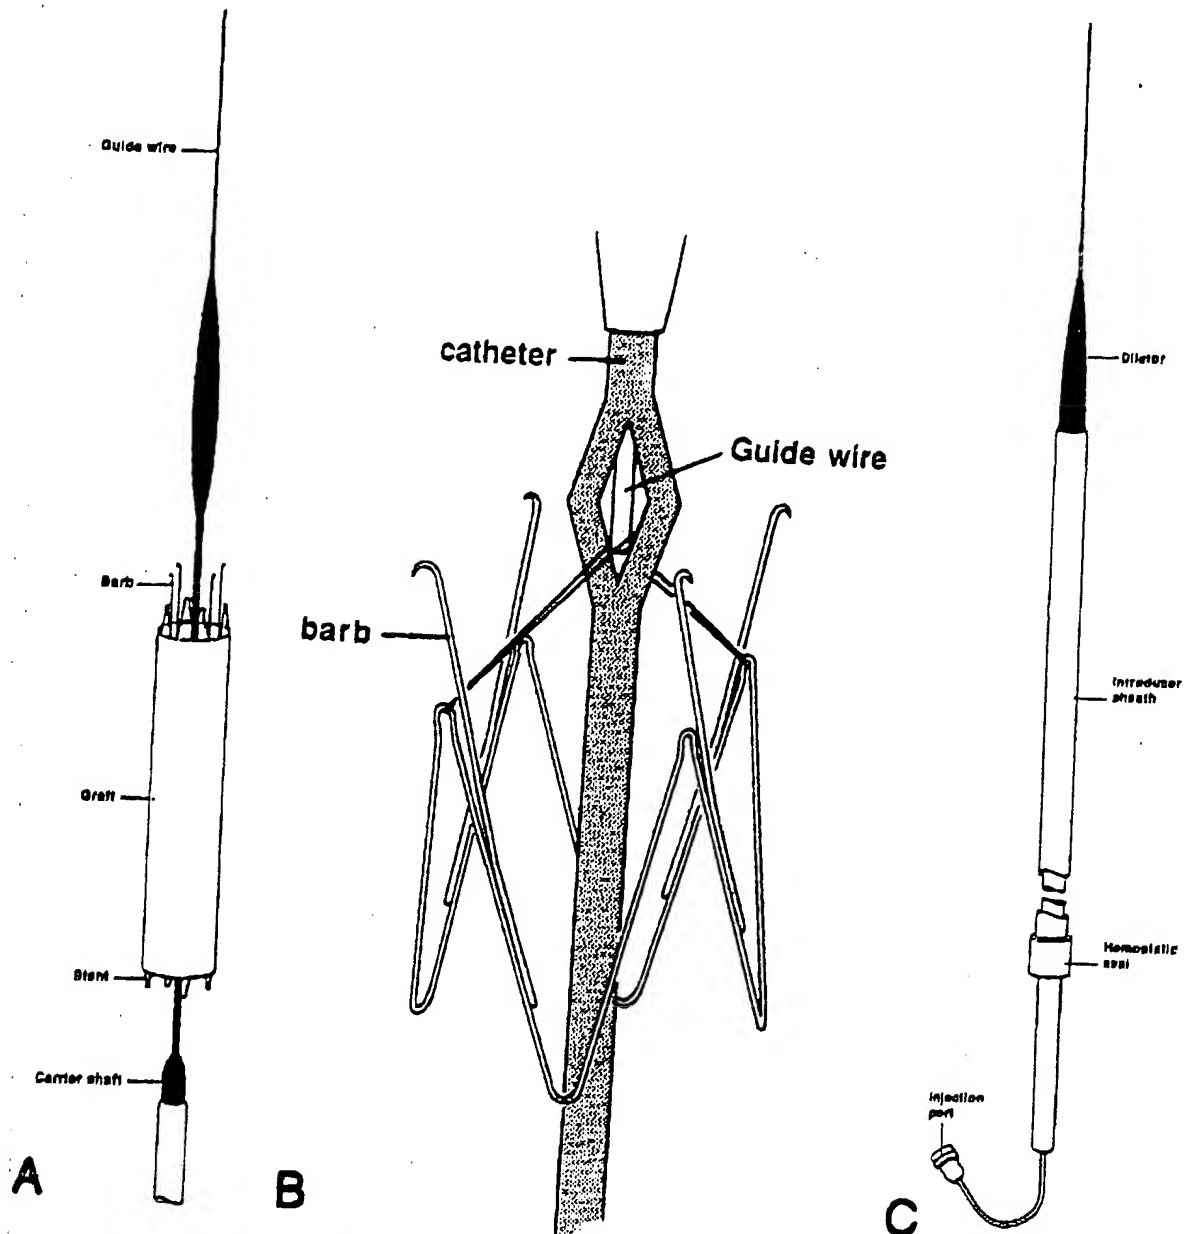 Guide wire
Barb
Graft
Stent
Carrier shaft
A
catheter
Guide wire
barb
B
Dilator
Introducer
sheath
Hemostatic
seal
Injection
port
C